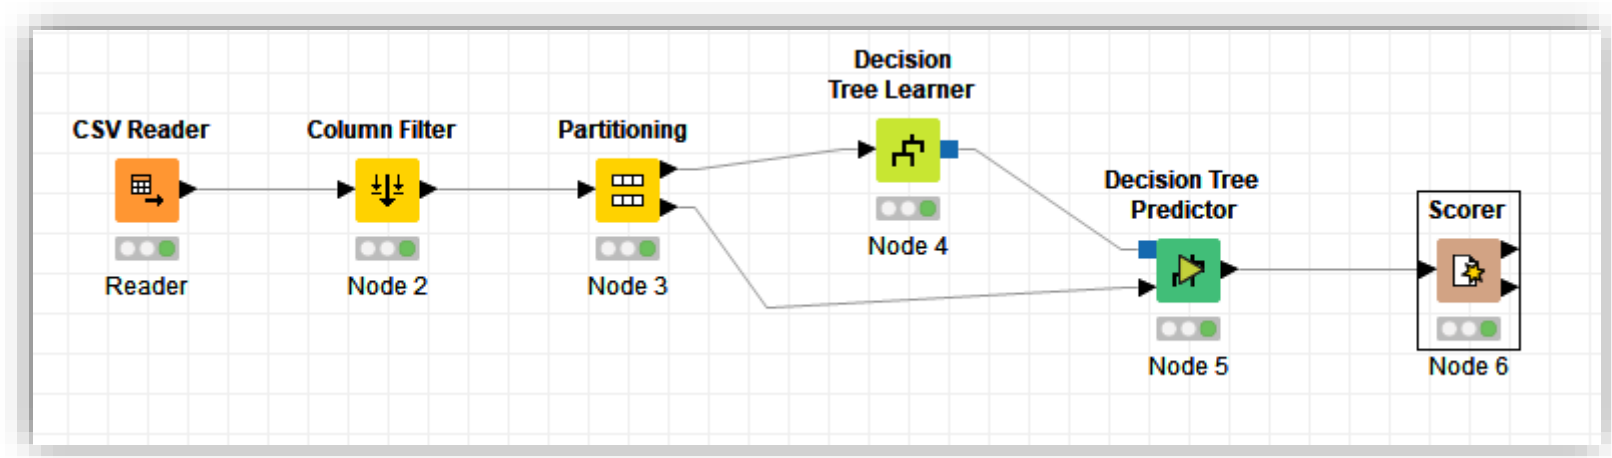 CSV Reader
Reader
Column Filter
Node 2
Partitioning
Node 3
Decision
Tree Learner
Node 4
Decision Tree
Predictor
Node 5
Scorer
Node 6